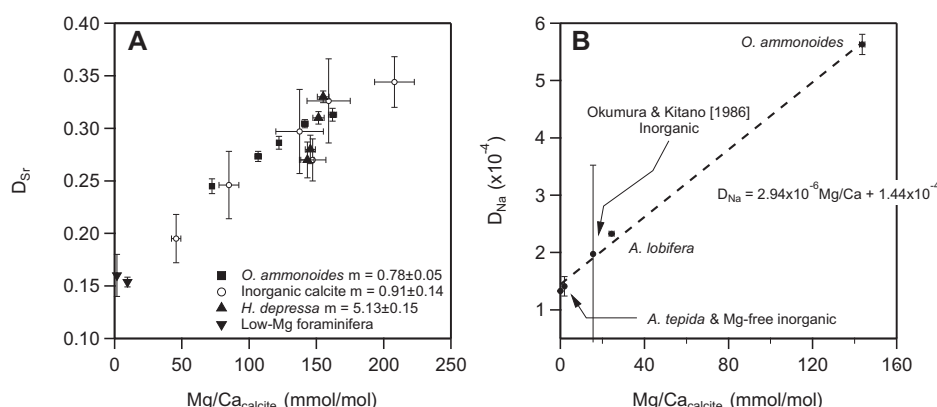 A
D_Sr
0.40
0.35
0.30
0.25
0.20
0.15
0.10
O. ammonoides m = 0.78±0.05
Inorganic calcite m = 0.91±0.14
H. depressa m = 5.13±0.15
Low-Mg foraminifera
0 50 100 150 200 250
Mg/Ca_calcite (mmol/mol)
B
D_Na (x10⁻⁴)
6
5
4
3
2
1
O. ammonoides
Okumura & Kitano [1986]
Inorganic
D_Na = 2.94x10⁻⁶Mg/Ca + 1.44x10⁻⁴
A. lobifera
A. tepida & Mg-free inorganic
0 40 80 120 160
Mg/Ca_calcite (mmol/mol)